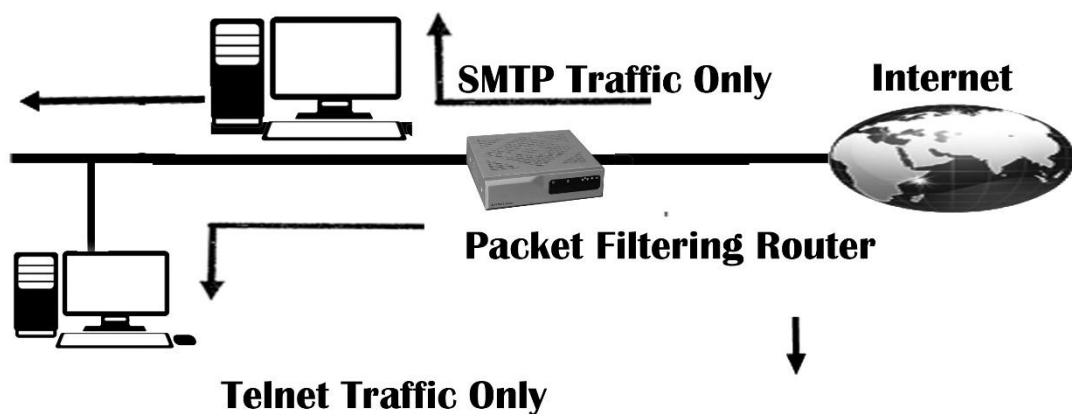 SMTP Traffic Only
Internet
Packet Filtering Router
Telnet Traffic Only